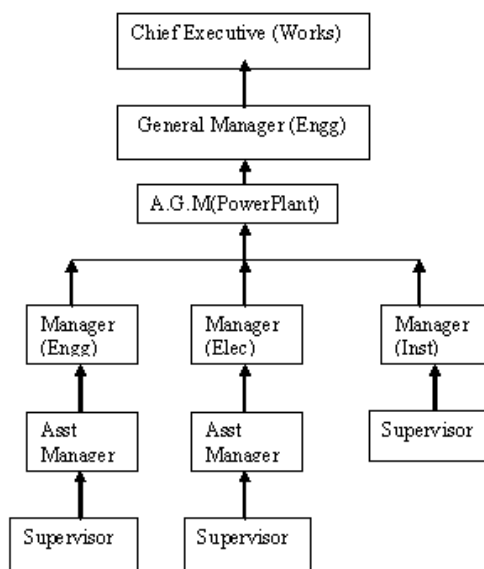 Chief Executive (Works)
General Manager (Engg)
A.G.M(PowerPlant)
Manager
(Engg)
Manager
(Elec)
Manager
(Inst)
Asst
Manager
Asst
Manager
Supervisor
Supervisor
Supervisor